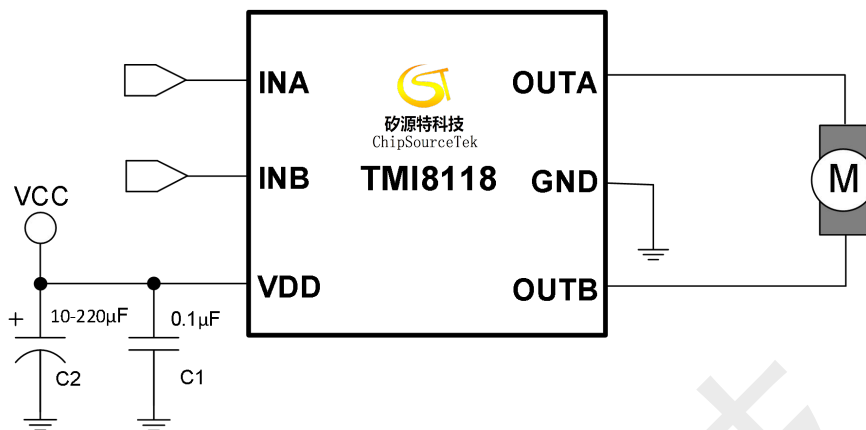 INA
OUTA
矽源特科技
ChipSourceTek
INB
TMI8118
GND
M
VCC
VDD
OUTB
+
10-220μF
0.1μF
C2
C1